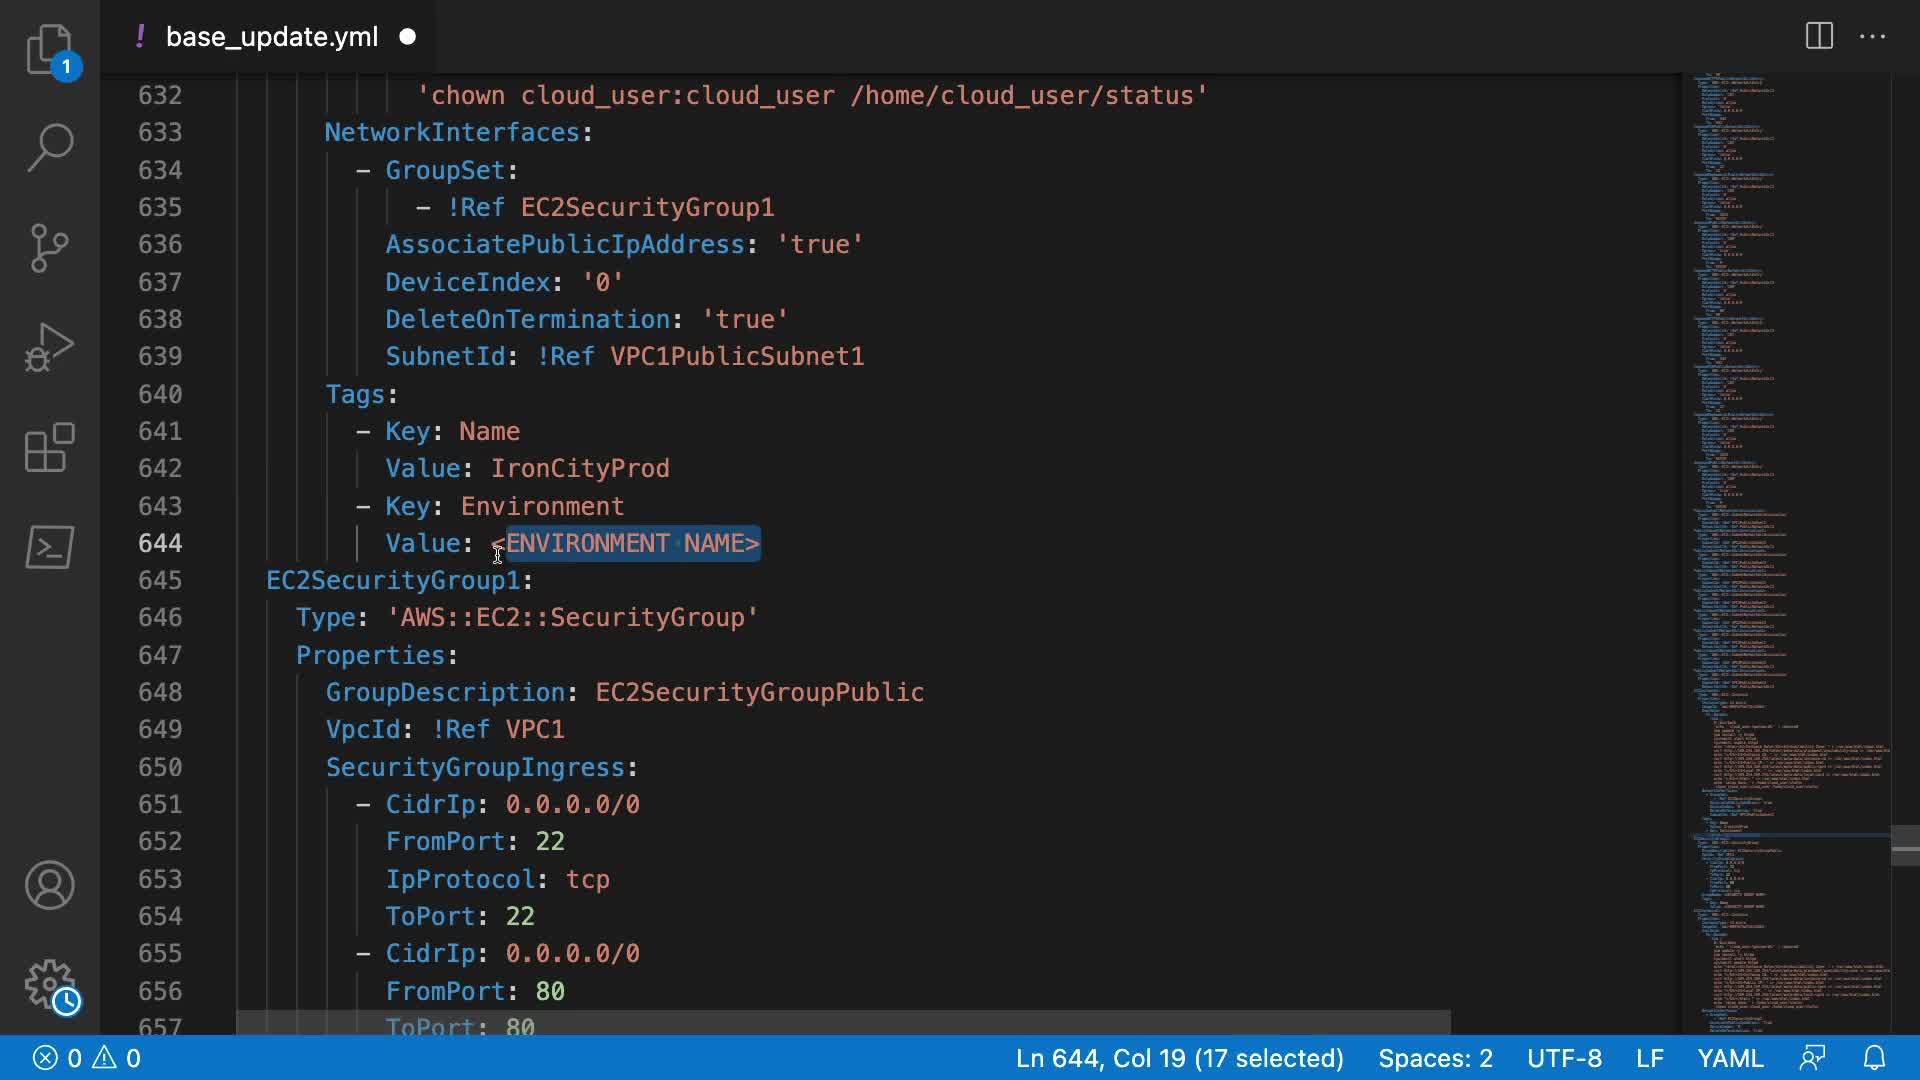 1
! base_update.yml
632 'chown cloud_user:cloud_user /home/cloud_user/status'
633 NetworkInterfaces:
634 - GroupSet:
635 - !Ref EC2SecurityGroup1
636 AssociatePublicIpAddress: 'true'
637 DeviceIndex: '0'
638 DeleteOnTermination: 'true'
639 SubnetId: !Ref VPC1PublicSubnet1
640 Tags:
641 - Key: Name
642 Value: IronCityProd
643 - Key: Environment
644 Value: <ENVIRONMENT NAME>
645 EC2SecurityGroup1:
646 Type: 'AWS::EC2::SecurityGroup'
647 Properties:
648 GroupDescription: EC2SecurityGroupPublic
649 VpcId: !Ref VPC1
650 SecurityGroupIngress:
651 - CidrIp: 0.0.0.0/0
652 FromPort: 22
653 IpProtocol: tcp
654 ToPort: 22
655 - CidrIp: 0.0.0.0/0
656 FromPort: 80
657 ToPort: 80
0 0 Ln 644, Col 19 (17 selected) Spaces: 2 UTF-8 LF YAML